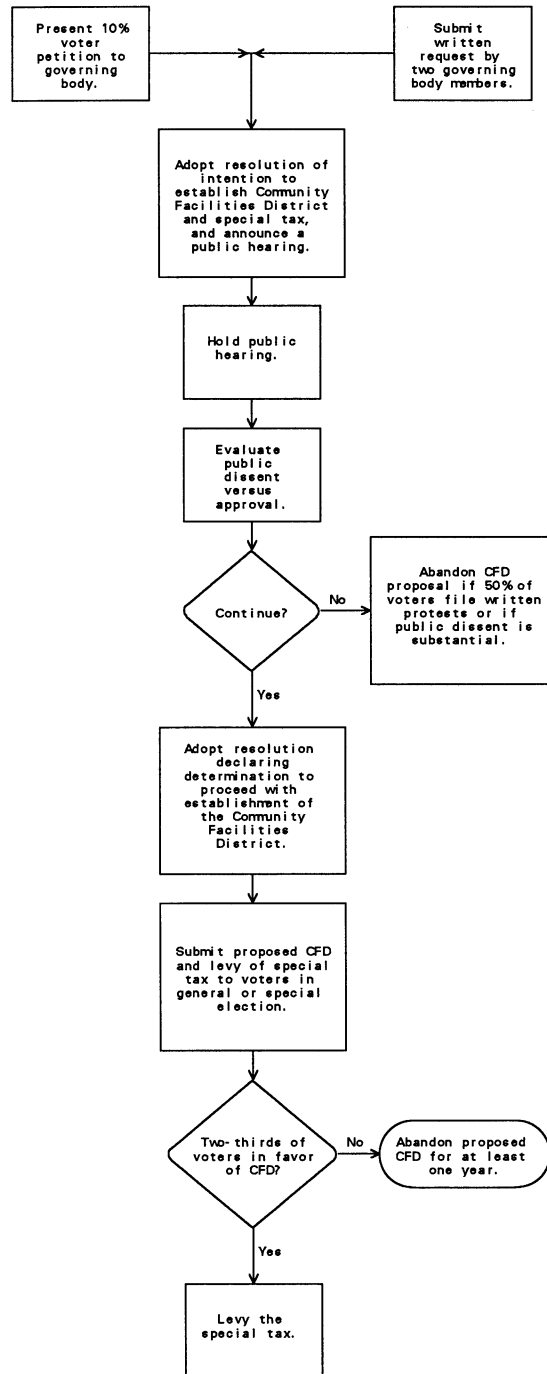 Present 10%
voter
petition to
governing
body.
Submit
written
request by
two governing
body members.
Adopt resolution of
intention to
establish Community
Facilities District
and special tax,
and announce a
public hearing.
Hold public
hearing.
Evaluate
public
dissent
versus
approval.
Continue?
No
Abandon CFD
proposal if 50% of
voters file written
protests or if
public dissent is
substantial.
Yes
Adopt resolution
declaring
determination to
proceed with
establishment of
the Community
Facilities
District.
Submit proposed CFD
and levy of special
tax to voters in
general or special
election.
Two-thirds of
voters in favor
of CFD?
No
Abandon proposed
CFD for at least
one year.
Yes
Levy the
special tax.